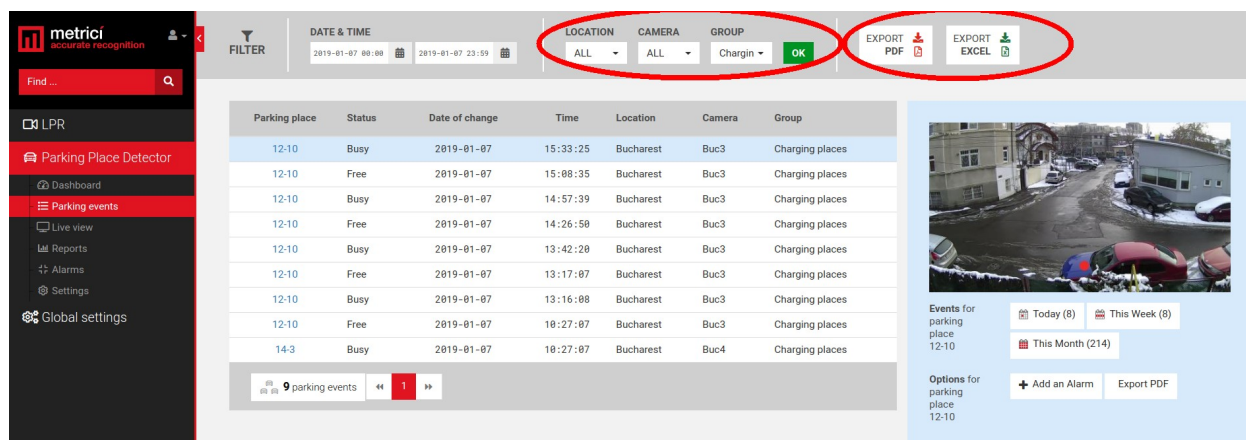 metrici
accurate recognition
Find ...
LPR
Parking Place Detector
Dashboard
Parking events
Live view
Reports
Alarms
Settings
Global settings
FILTER
DATE & TIME
2019-01-07 00:00
2019-01-07 23:59
LOCATION CAMERA GROUP
ALL ALL Chargin OK
EXPORT PDF
EXPORT EXCEL
Parking place Status Date of change Time Location Camera Group
12-10 Busy 2019-01-07 15:33:25 Bucharest Buc3 Charging places
12-10 Free 2019-01-07 15:08:35 Bucharest Buc3 Charging places
12-10 Busy 2019-01-07 14:57:39 Bucharest Buc3 Charging places
12-10 Free 2019-01-07 14:26:50 Bucharest Buc3 Charging places
12-10 Busy 2019-01-07 13:42:20 Bucharest Buc3 Charging places
12-10 Free 2019-01-07 13:17:07 Bucharest Buc3 Charging places
12-10 Busy 2019-01-07 13:16:08 Bucharest Buc3 Charging places
12-10 Free 2019-01-07 10:27:07 Bucharest Buc3 Charging places
14-3 Busy 2019-01-07 10:27:07 Bucharest Buc4 Charging places
9 parking events 1
Events for
parking
place
12-10
Today (8) This Week (8)
This Month (214)
Options for
parking
place
12-10
Add an Alarm Export PDF